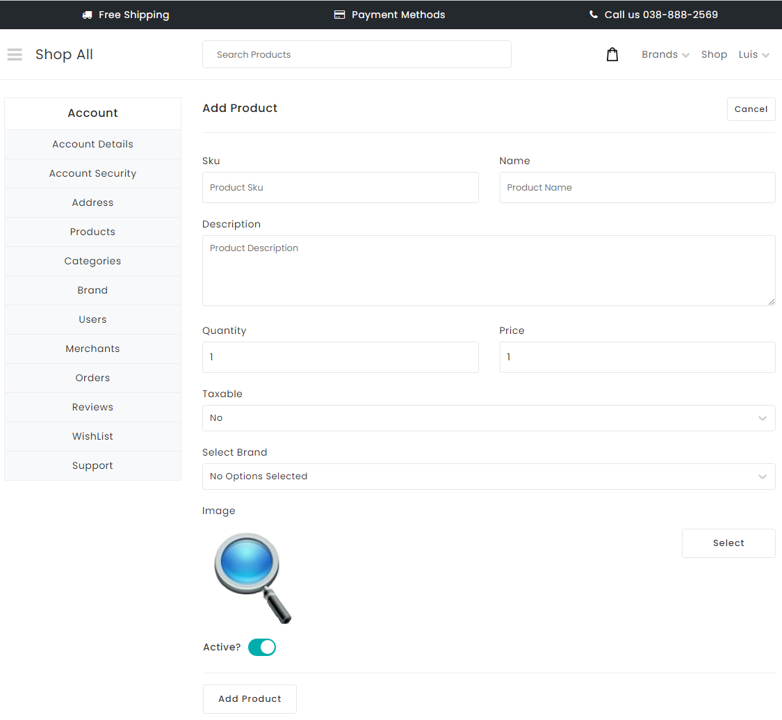 Free Shipping Payment Methods Call us 038-888-2569
Shop All Search Products Brands Shop Luis
Account
Account Details
Account Security
Address
Products
Categories
Brand
Users
Merchants
Orders
Reviews
WishList
Support
Add Product Cancel
Sku Name
Product Sku Product Name
Description
Product Description
Quantity Price
1 1
Taxable
No
Select Brand
No Options Selected
Image
Select
Active?
Add Product